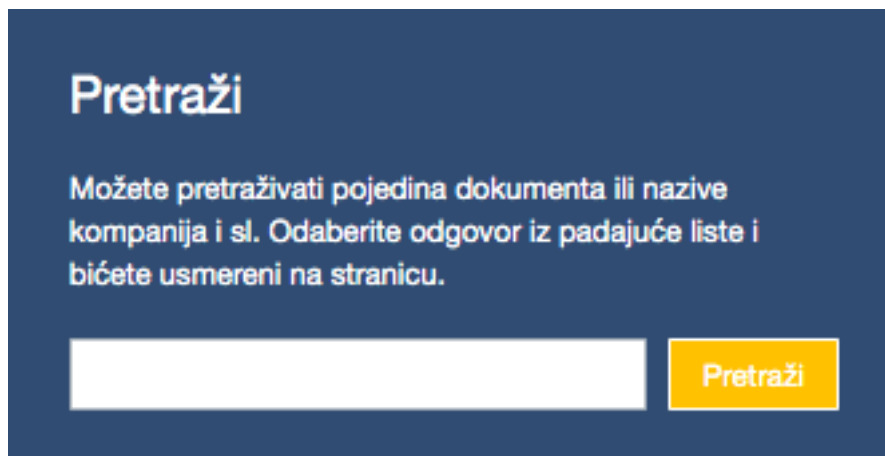 Pretraži
Možete pretraživati pojedina dokumenta ili nazive
kompanija i sl. Odaberite odgovor iz padajuće liste i
bićete usmereni na stranicu.
Pretraži